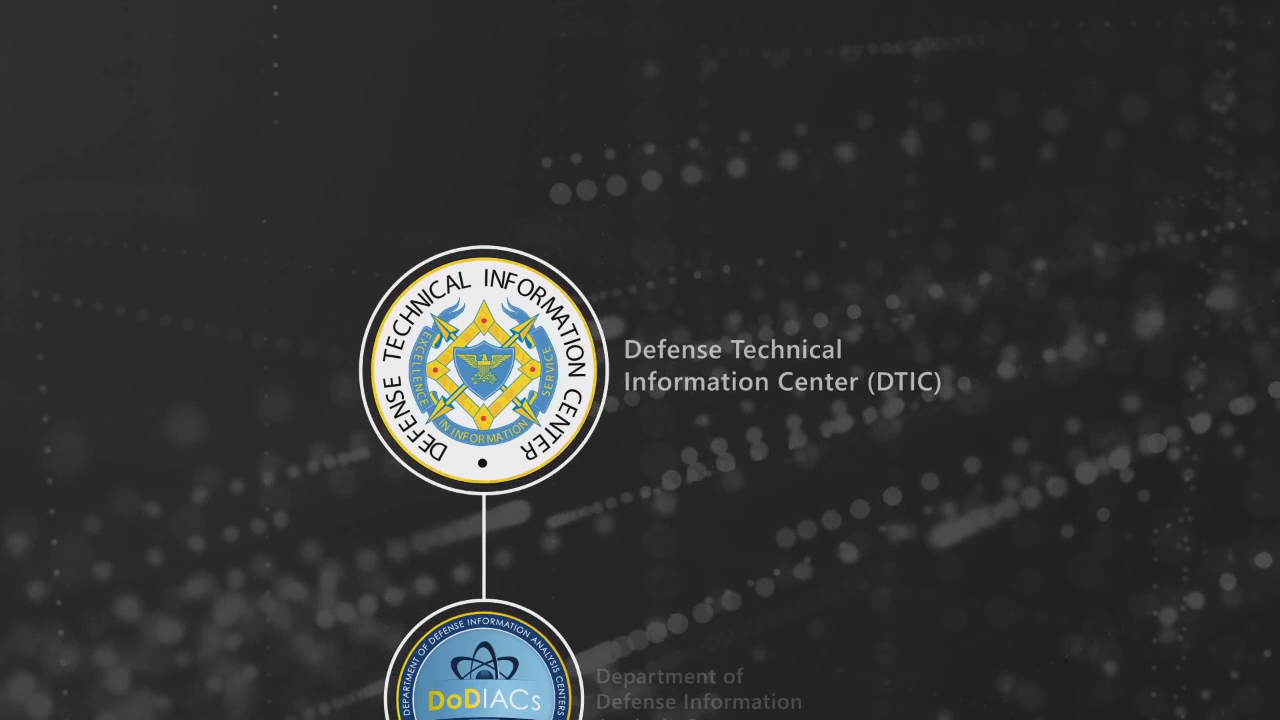 DEFENSE TECHNICAL INFORMATION CENTER
EXCELLENCE
IN INFORMATION
SERVICE
Defense Technical
Information Center (DTIC)
DEPARTMENT OF DEFENSE INFORMATION ANALYSIS CENTERS
DoDIACs
Department of
Defense Information